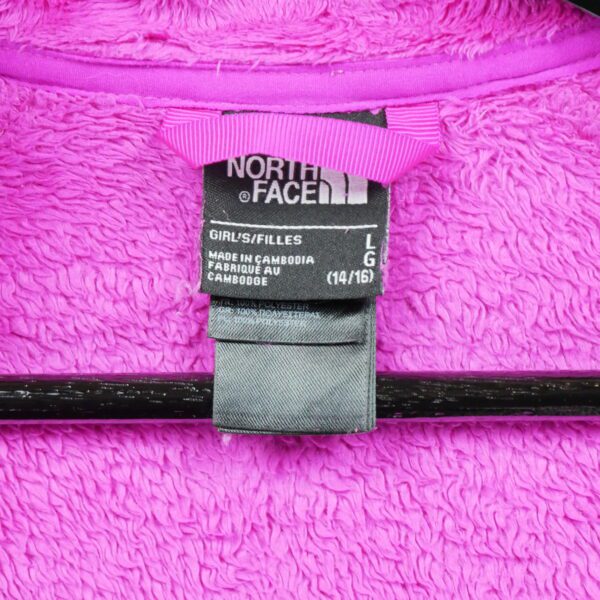 NORTH
® FACE
GIRL'S/FILLES L
G
MADE IN CAMBODIA
FABRIQUÉ AU
CAMBODGE (14/16)
100% POLYESTER